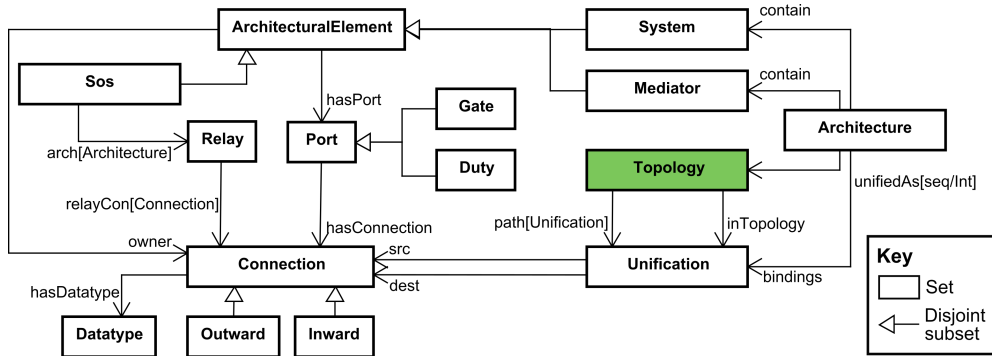 ArchitecturalElement
System
contain
Sos
Mediator
contain
hasPort
Gate
Architecture
Relay
Port
arch[Architecture]
Duty
Topology
unifiedAs[seq/Int]
relayCon[Connection]
path[Unification]
inTopology
hasConnection
owner
src
Connection
Unification
dest
bindings
hasDatatype
Datatype
Outward
Inward
Key
Set
Disjoint
subset